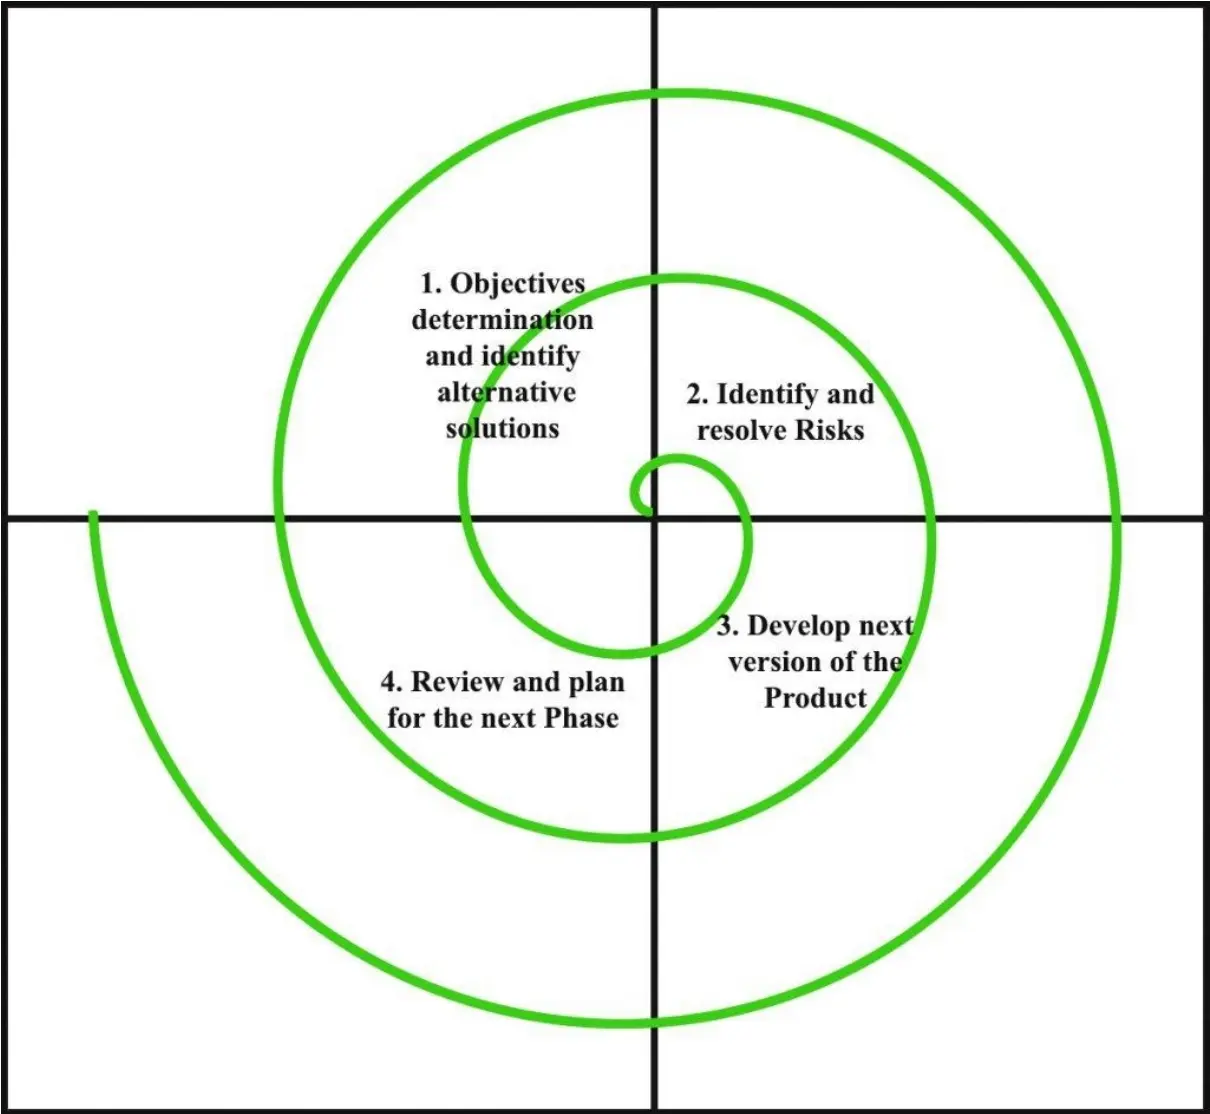 1. Objectives
determination
and identify
alternative
solutions
2. Identify and
resolve Risks
3. Develop next
version of the
Product
4. Review and plan
for the next Phase